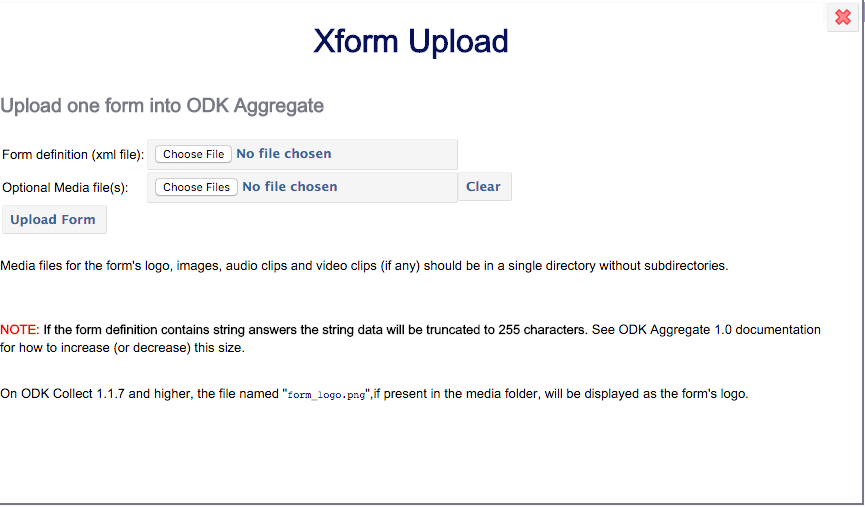 Xform Upload
Upload one form into ODK Aggregate
Form definition (xml file): Choose File No file chosen
Optional Media file(s): Choose Files No file chosen Clear
Upload Form
Media files for the form's logo, images, audio clips and video clips (if any) should be in a single directory without subdirectories.
NOTE: If the form definition contains string answers the string data will be truncated to 255 characters. See ODK Aggregate 1.0 documentation
for how to increase (or decrease) this size.
On ODK Collect 1.1.7 and higher, the file named "form_logo.png",if present in the media folder, will be displayed as the form's logo.